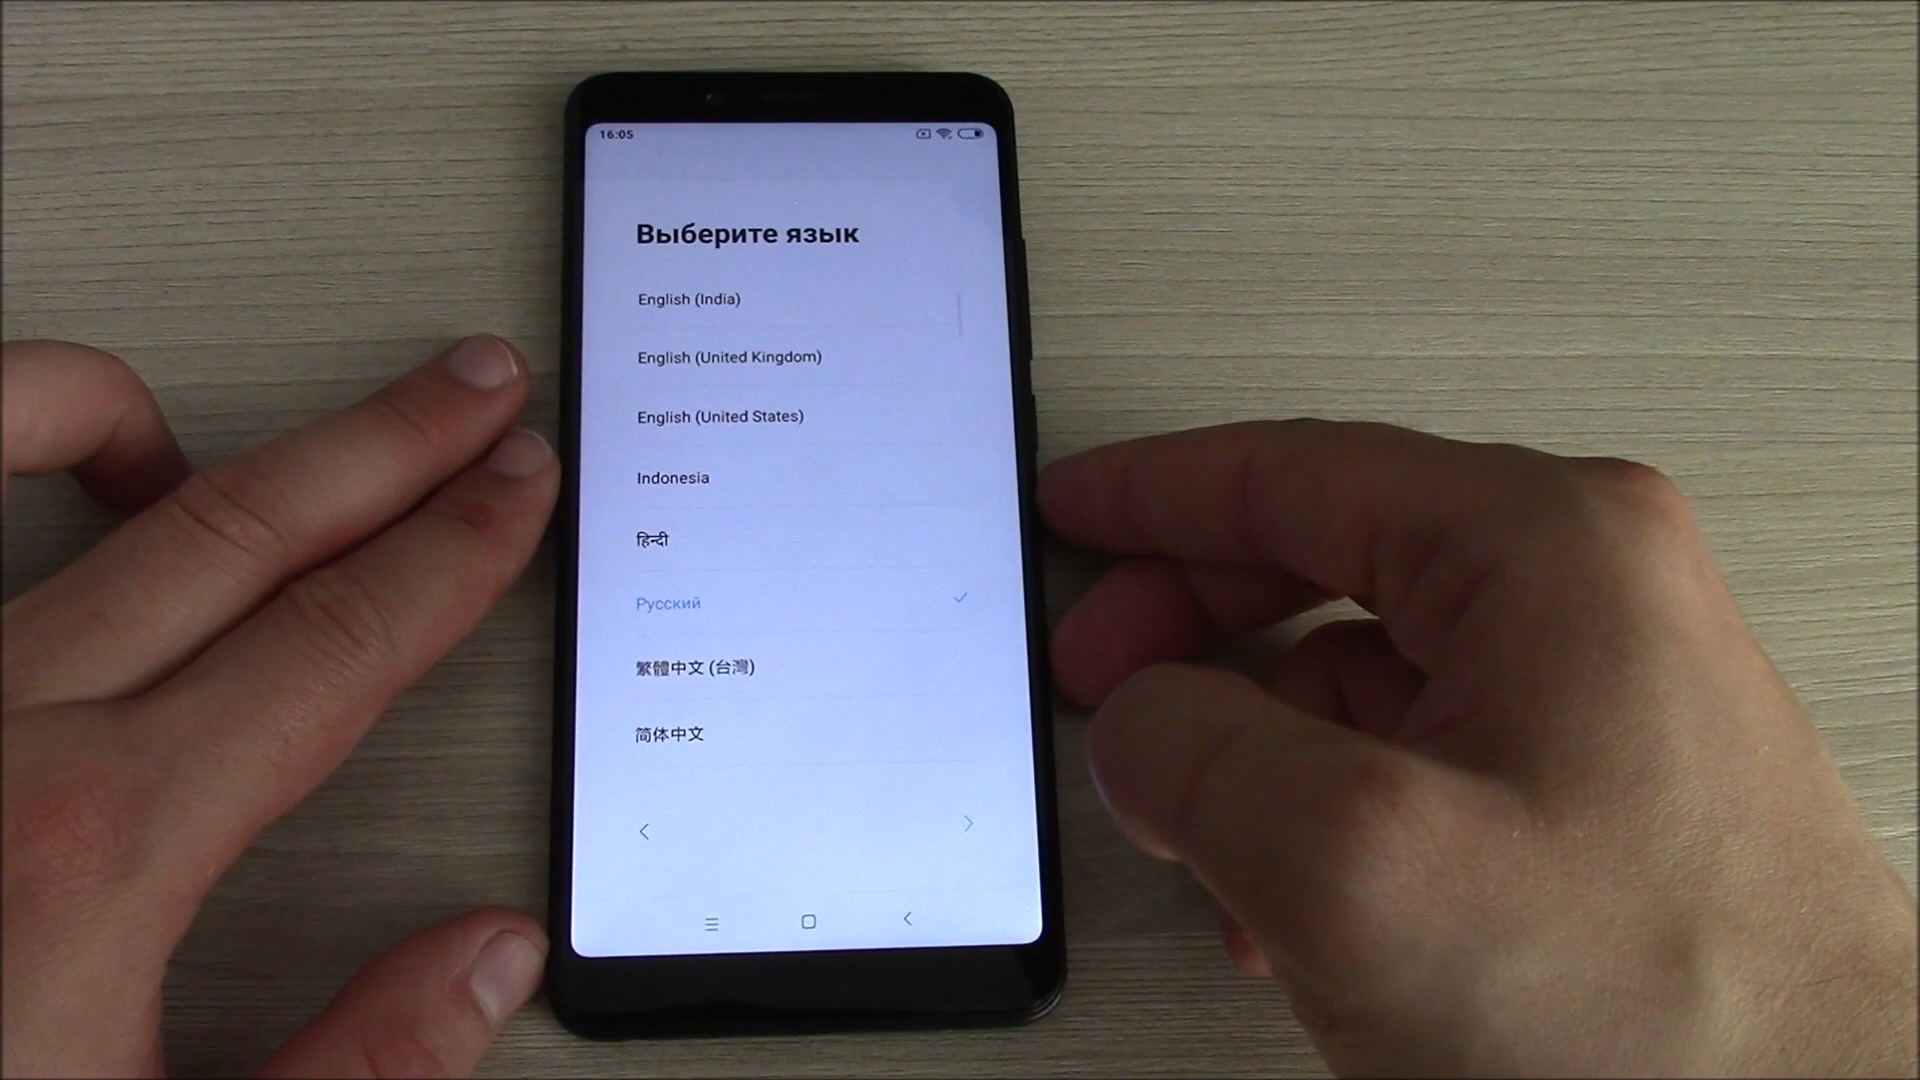 16:05
Выберите язык
English (India)
English (United Kingdom)
English (United States)
Indonesia
हिन्दी
Русский
繁體中文 (台灣)
简体中文